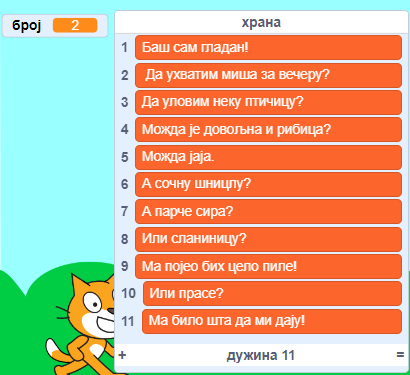 број 2
храна
1 Баш сам гладан!
2 Да ухватим миша за вечеру?
3 Да уловим неку птичицу?
4 Можда је довољна и рибица?
5 Можда јаја.
6 А сочну шницлу?
7 А парче сира?
8 Или сланиницу?
9 Ма појео бих цело пиле!
10 Или прасе?
11 Ма било шта да ми дају!
+ дужина 11 =